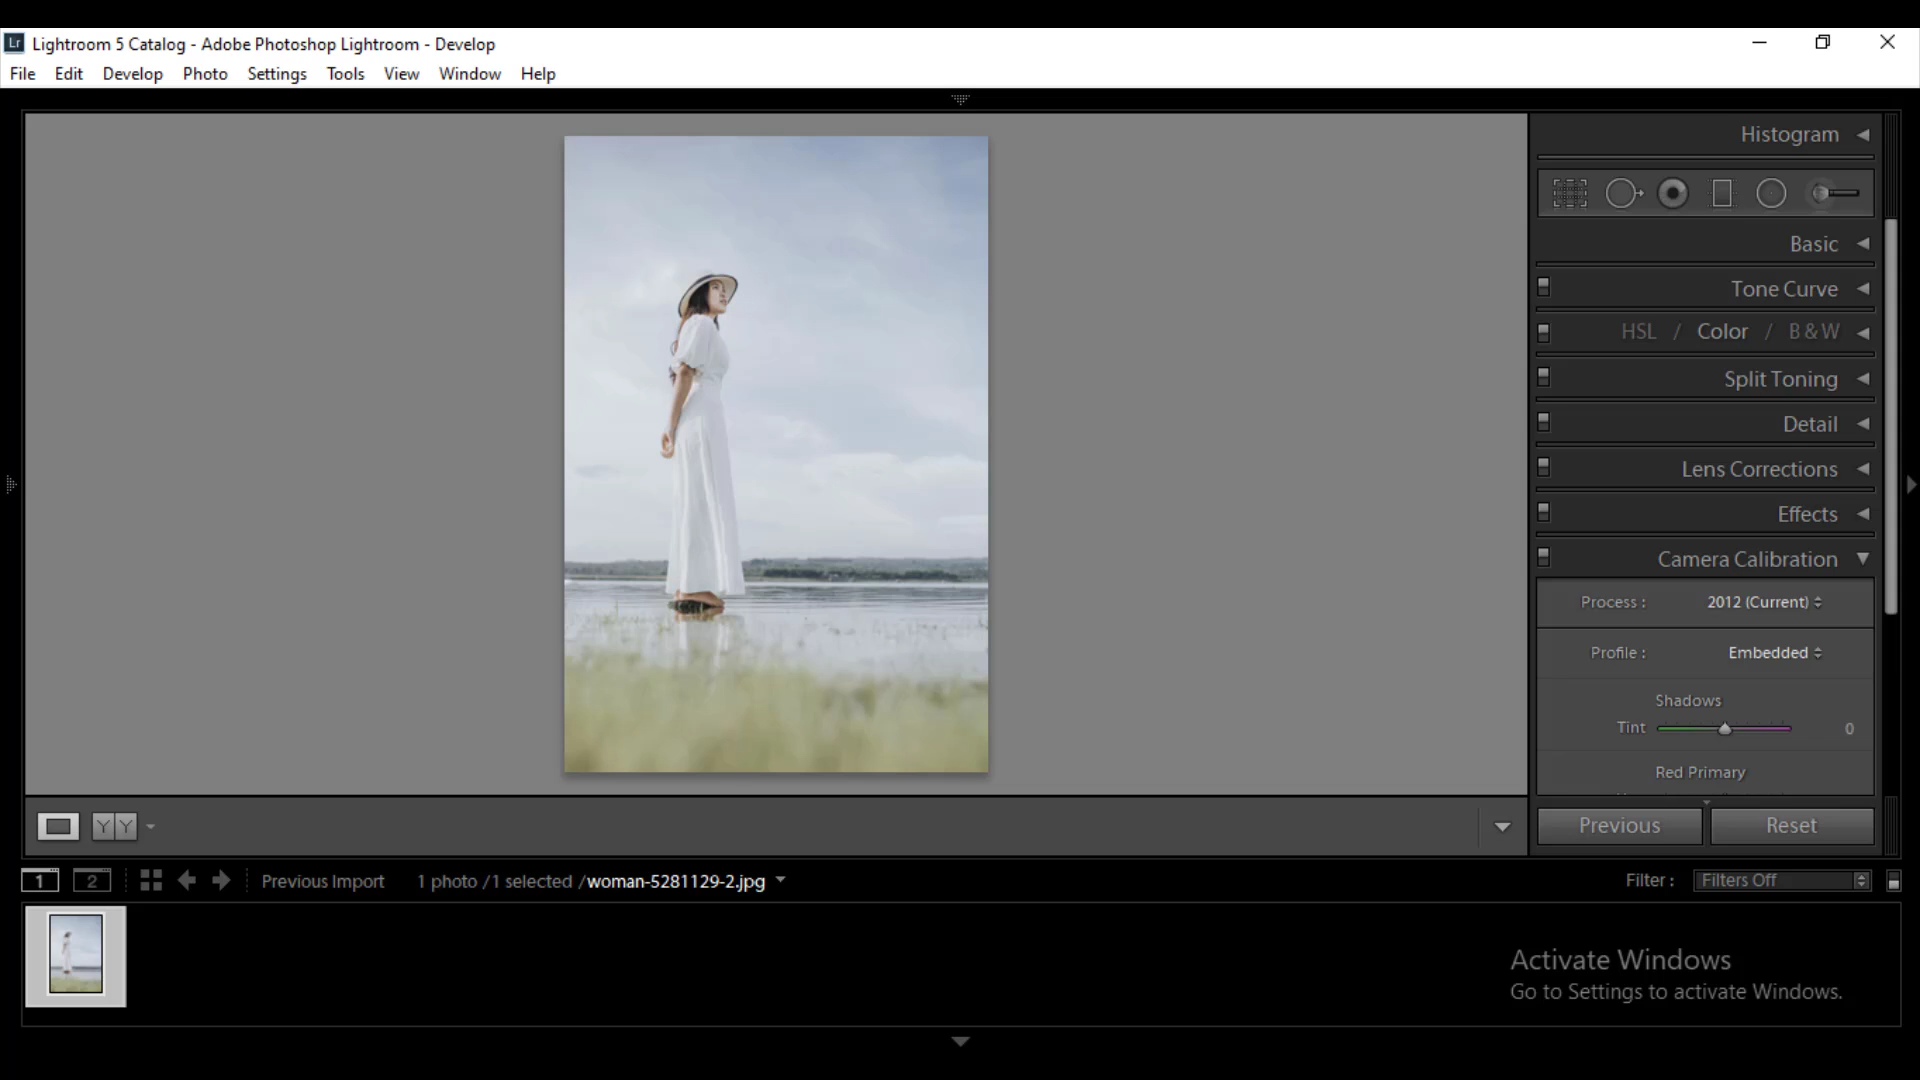 Lr Lightroom 5 Catalog - Adobe Photoshop Lightroom - Develop
File Edit Develop Photo Settings Tools View Window Help
Histogram
Basic
Tone Curve
HSL / Color / B & W
Split Toning
Detail
Lens Corrections
Effects
Camera Calibration
Process : 2012 (Current)
Profile : Embedded
Shadows
Tint 0
Red Primary
Y Y
Previous Reset
1 2 Previous Import 1 photo / 1 selected / woman-5281129-2.jpg Filter : Filters Off
Activate Windows
Go to Settings to activate Windows.